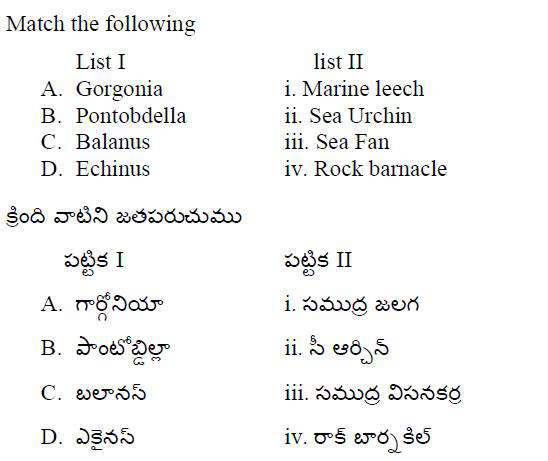 Match the following
List I list II
A. Gorgonia i. Marine leech
B. Pontobdella ii. Sea Urchin
C. Balanus iii. Sea Fan
D. Echinus iv. Rock barnacle
క్రింది వాటిని జతపరుచుము
పట్టిక I పట్టిక II
A. గార్గోనియా i. సముద్ర జలగ
B. పాంటోబ్డిల్లా ii. సీ ఆర్చిన్
C. బలానస్ iii. సముద్ర విసనకర్ర
D. ఎకైనస్ iv. రాక్ బార్నకిల్